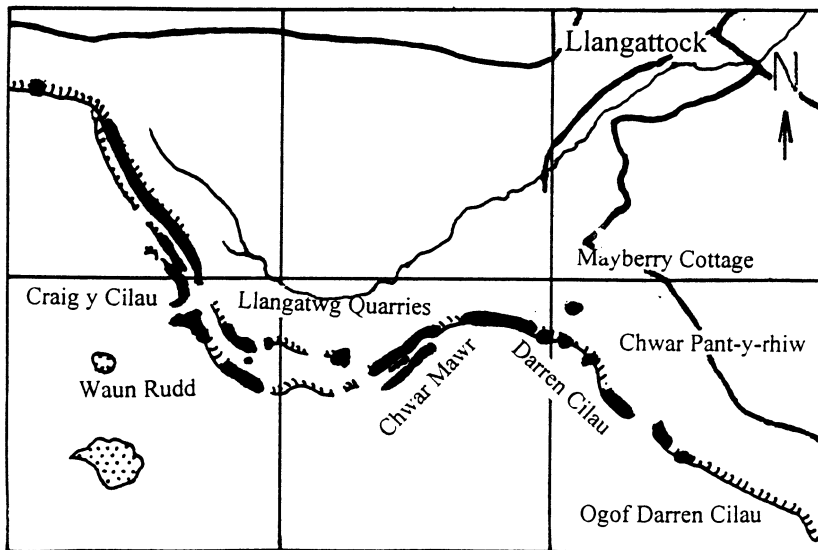 Llangattock
N
Mayberry Cottage
Craig y Cilau
Llangatwg Quarries
Chwar Pant-y-rhiw
Waun Rudd
Chwar Mawr
Darren Cilau
Ogof Darren Cilau